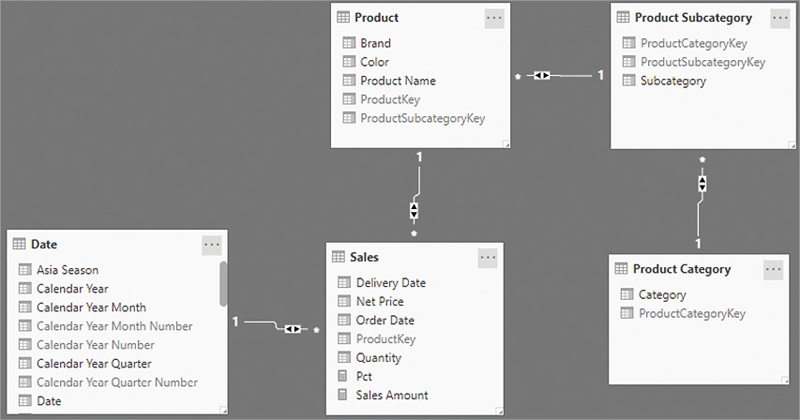 Product
Brand
Color
Product Name
ProductKey
ProductSubcategoryKey
* 1
Product Subcategory
ProductCategoryKey
ProductSubcategoryKey
Subcategory
1
*
*
1
Date
Asia Season
Calendar Year
Calendar Year Month
Calendar Year Month Number
Calendar Year Number
Calendar Year Quarter
Calendar Year Quarter Number
Date
1 *
Sales
Delivery Date
Net Price
Order Date
ProductKey
Quantity
Pct
Sales Amount
Product Category
Category
ProductCategoryKey